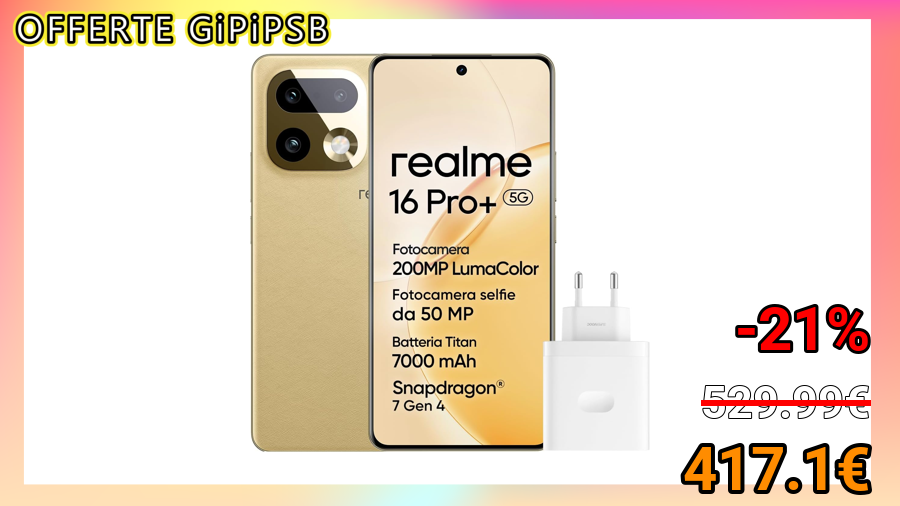 OFFERTE GiPiPSB
realme
16 Pro+ 5G
Fotocamera
200MP LumaColor
Fotocamera selfie
da 50 MP
Batteria Titan
7000 mAh
Snapdragon®
7 Gen 4
-21%
529.99€
417.1€